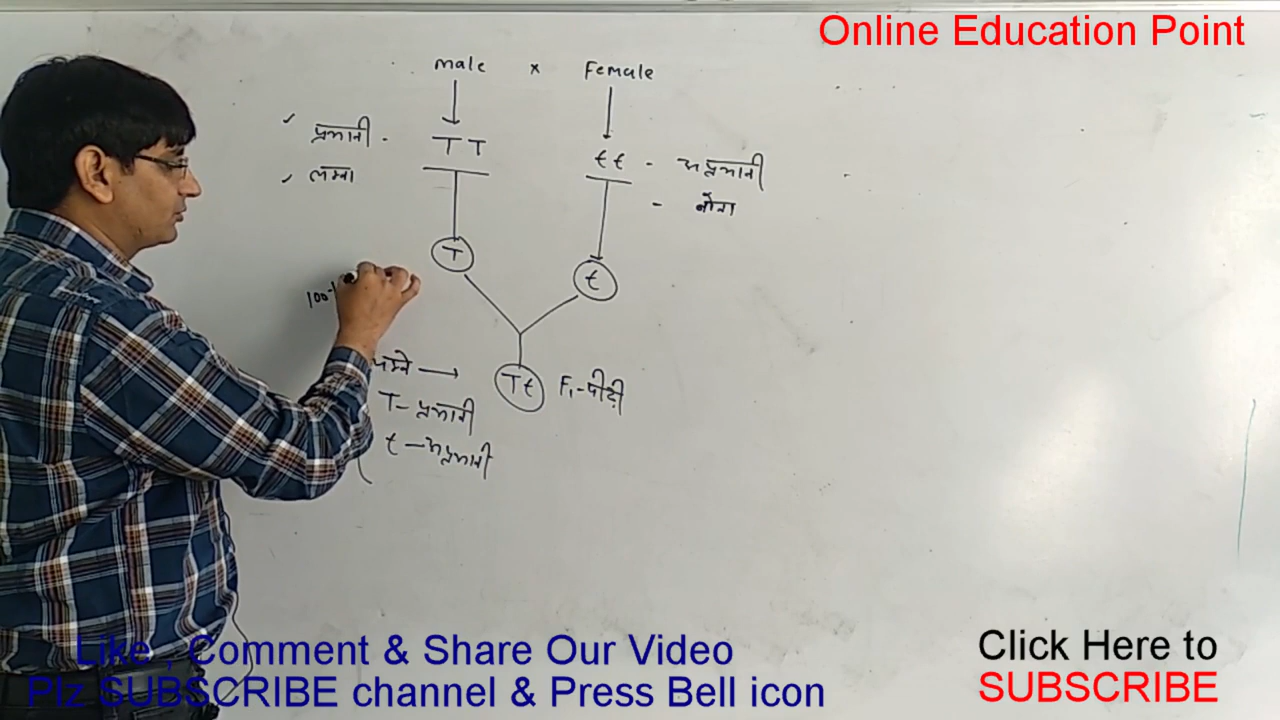 Online Education Point
male × Female
प्रभावी - TT
tt - अप्रभावी
लम्बा
- बौना
T
t
100
लम्बे →
Tt F₁-पीढ़ी
T- प्रभावी
t - अप्रभावी
Like , Comment & Share Our Video
Plz SUBSCRIBE channel & Press Bell icon
Click Here to
SUBSCRIBE